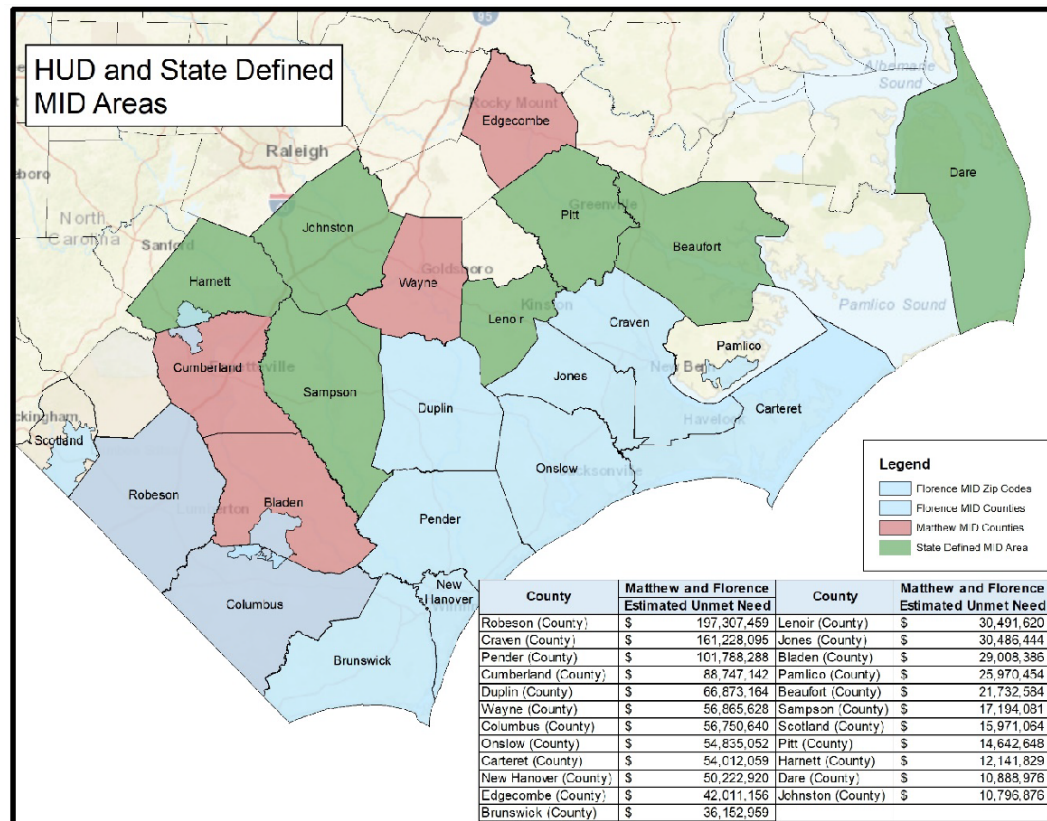 HUD and State Defined
MID Areas
95
Albemarle
Sound
Rocky Mount
Edgecombe
Raleigh
Dare
Greenville
Pitt
North
Carolina
Sanford
Johnston
Beaufort
Harnett
Goldsboro
Wayne
Pamlico Sound
Kinston
Lenoir
Craven
Pamlico
New Bern
Cumberland
Sampson
Jones
Duplin
Havelock
Carteret
Scotland
Onslow
Robeson
Bladen
Pender
Columbus
New
Hanover
Brunswick
Legend
Florence MID Zip Codes
Florence MID Counties
Matthew MID Counties
State Defined MID Area
County Matthew and Florence Estimated Unmet Need County Matthew and Florence Estimated Unmet Need
Robeson (County) $ 197,307,459 Lenoir (County) $ 30,491,620
Craven (County) $ 161,228,095 Jones (County) $ 30,486,444
Pender (County) $ 101,788,288 Bladen (County) $ 29,008,386
Cumberland (County) $ 88,747,142 Pamlico (County) $ 25,970,454
Duplin (County) $ 66,873,164 Beaufort (County) $ 21,732,584
Wayne (County) $ 56,865,628 Sampson (County) $ 17,194,081
Columbus (County) $ 56,750,640 Scotland (County) $ 15,971,064
Onslow (County) $ 54,835,052 Pitt (County) $ 14,642,648
Carteret (County) $ 54,012,059 Harnett (County) $ 12,141,829
New Hanover (County) $ 50,222,920 Dare (County) $ 10,888,976
Edgecombe (County) $ 42,011,156 Johnston (County) $ 10,796,876
Brunswick (County) $ 36,152,959